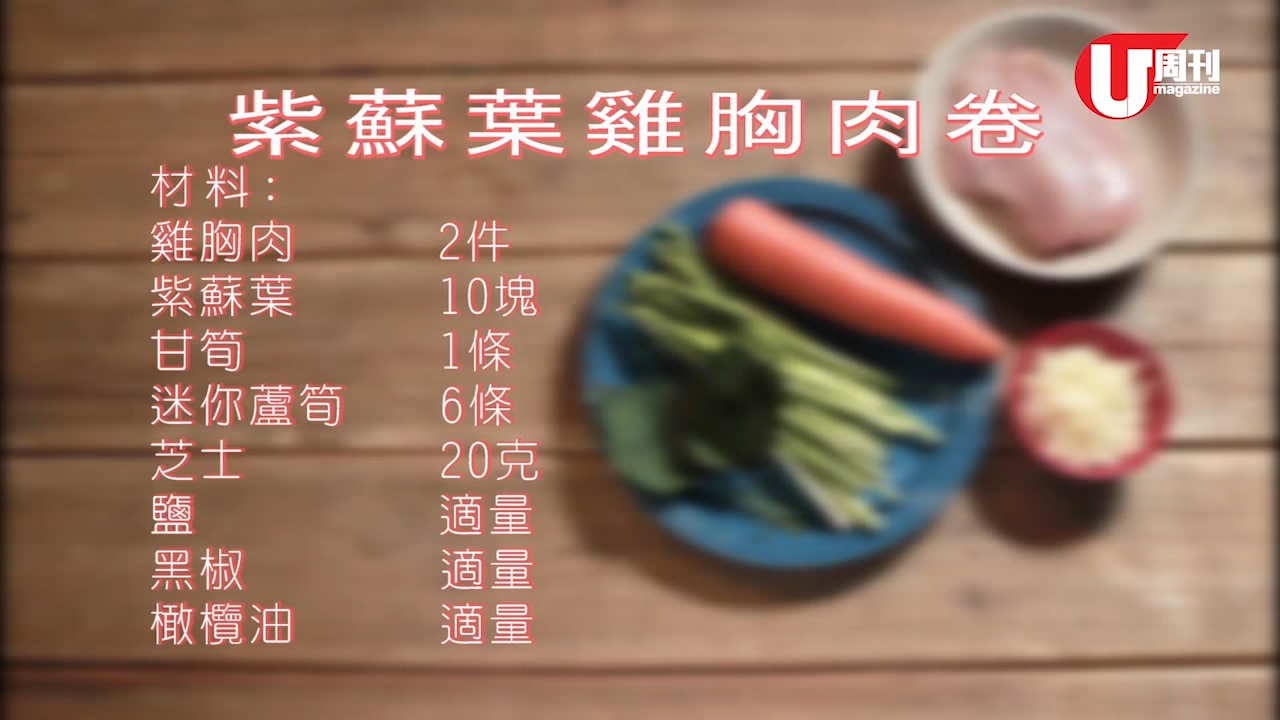 U周刊
magazine
紫蘇葉雞胸肉卷
材料：
雞胸肉 2件
紫蘇葉 10塊
甘筍 1條
迷你蘆筍 6條
芝士 20克
鹽 適量
黑椒 適量
橄欖油 適量